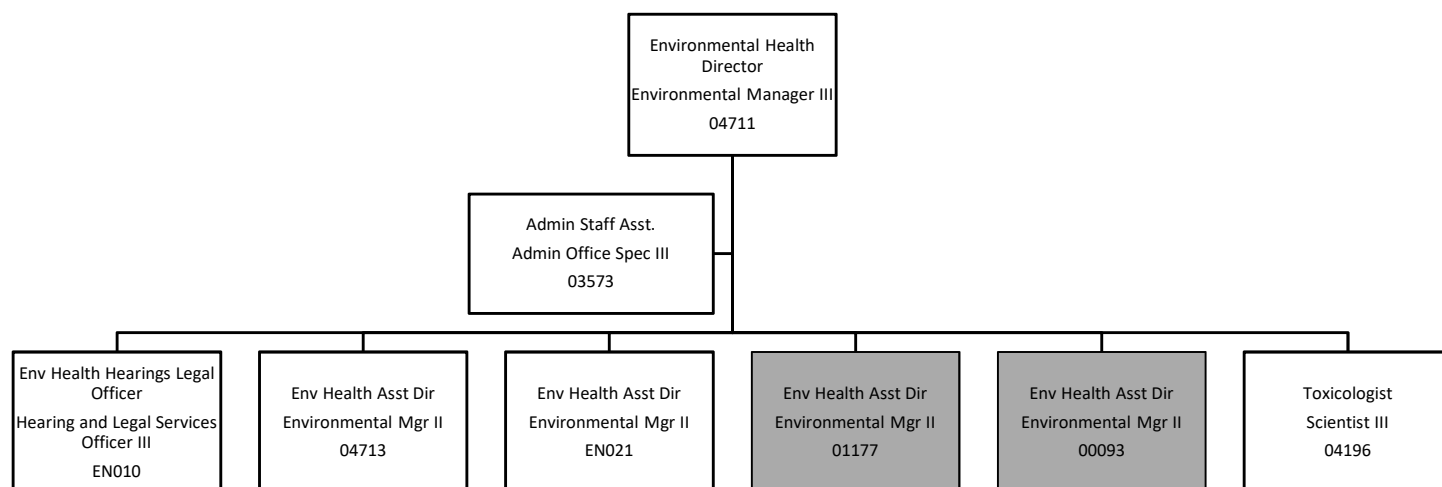 Environmental Health
Director
Environmental Manager III
04711
Admin Staff Asst.
Admin Office Spec III
03573
Env Health Hearings Legal
Officer
Hearing and Legal Services
Officer III
EN010
Env Health Asst Dir
Environmental Mgr II
04713
Env Health Asst Dir
Environmental Mgr II
EN021
Env Health Asst Dir
Environmental Mgr II
01177
Env Health Asst Dir
Environmental Mgr II
00093
Toxicologist
Scientist III
04196